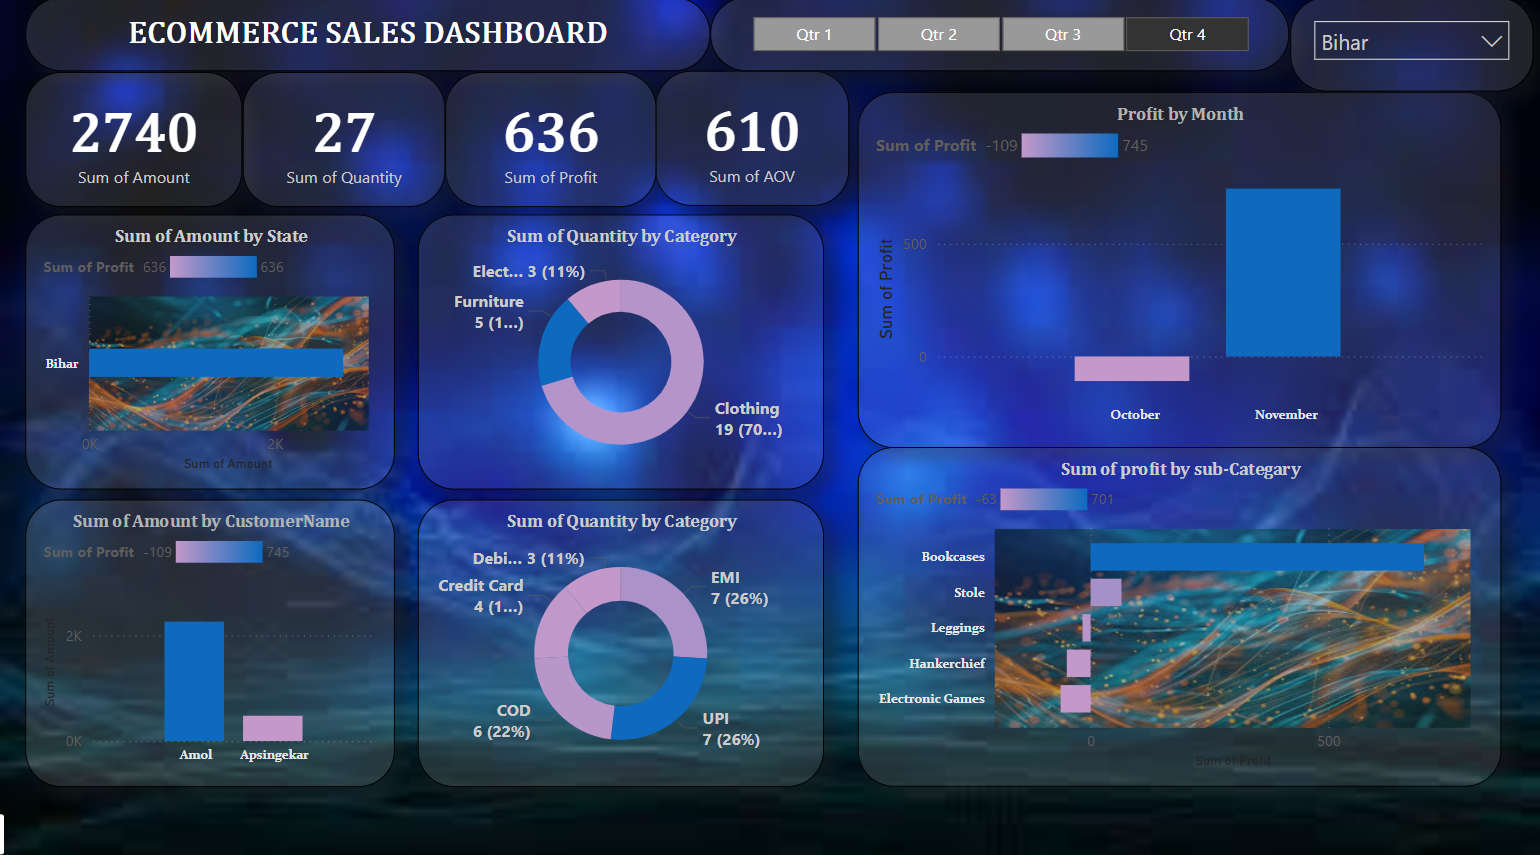 ECOMMERCE SALES DASHBOARD
Qtr 1
Qtr 2
Qtr 3
Qtr 4
Bihar
2740
Sum of Amount
27
Sum of Quantity
636
Sum of Profit
610
Sum of AOV
Profit by Month
Sum of Profit -109 745
Sum of Profit
500
0
October
November
Sum of Amount by State
Sum of Profit 636 636
Bihar
0K
2K
Sum of Amount
Sum of Quantity by Category
Elect... 3 (11%)
Furniture
5 (1...)
Clothing
19 (70...)
Sum of profit by sub-Categary
Sum of Profit -63 701
Bookcases
Stole
Leggings
Hankerchief
Electronic Games
0
500
Sum of Profit
Sum of Amount by CustomerName
Sum of Profit -109 745
Sum of Amount
2K
0K
Amol
Apsingekar
Sum of Quantity by Category
Debi... 3 (11%)
Credit Card
4 (1...)
EMI
7 (26%)
COD
6 (22%)
UPI
7 (26%)